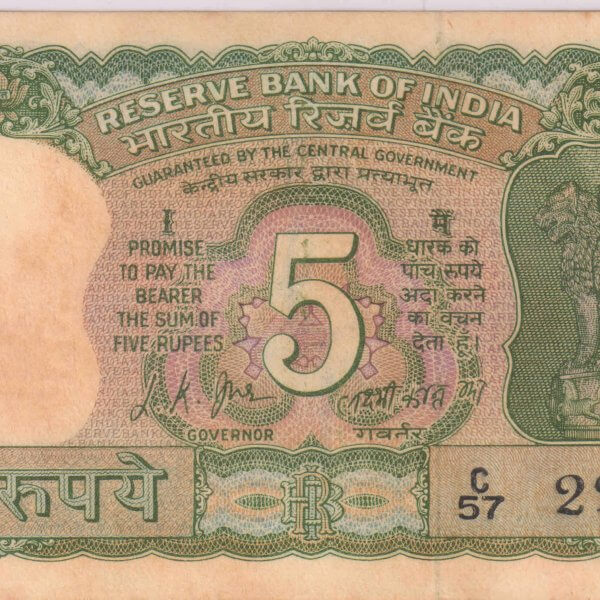 RESERVE BANK OF INDIA
भारतीय रिज़र्व बैंक
GUARANTEED BY THE CENTRAL GOVERNMENT
केन्द्रीय सरकार द्वारा प्रत्याभूत
I
PROMISE
TO PAY THE
BEARER
THE SUM OF
FIVE RUPEES
5
मैं
धारक को
पांच रुपये
अदा करने
का वचन
देता हूं।
L. K. Jha
GOVERNOR
गवर्नर
रुपये
C
57